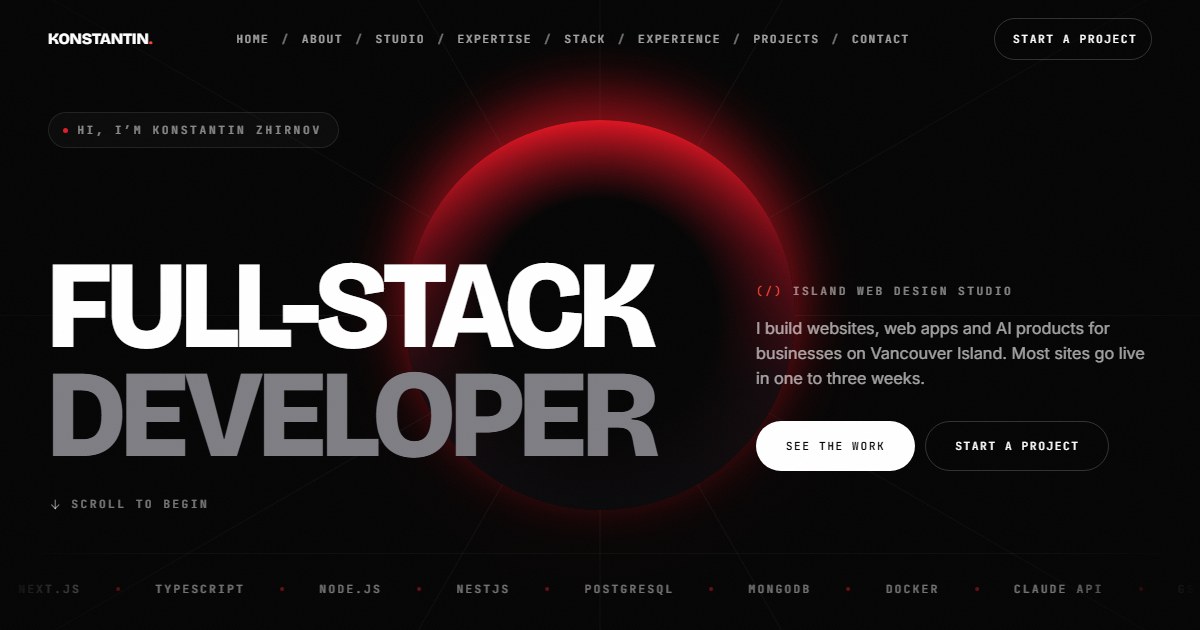 KONSTANTIN.
HOME / ABOUT / STUDIO / EXPERTISE / STACK / EXPERIENCE / PROJECTS / CONTACT
START A PROJECT
HI, I’M KONSTANTIN ZHIRNOV
FULL-STACK
DEVELOPER
(/) ISLAND WEB DESIGN STUDIO
I build websites, web apps and AI products for
businesses on Vancouver Island. Most sites go live
in one to three weeks.
SEE THE WORK
START A PROJECT
↓ SCROLL TO BEGIN
NEXT.JS • TYPESCRIPT • NODE.JS • NESTJS • POSTGRESQL • MONGODB • DOCKER • CLAUDE API •